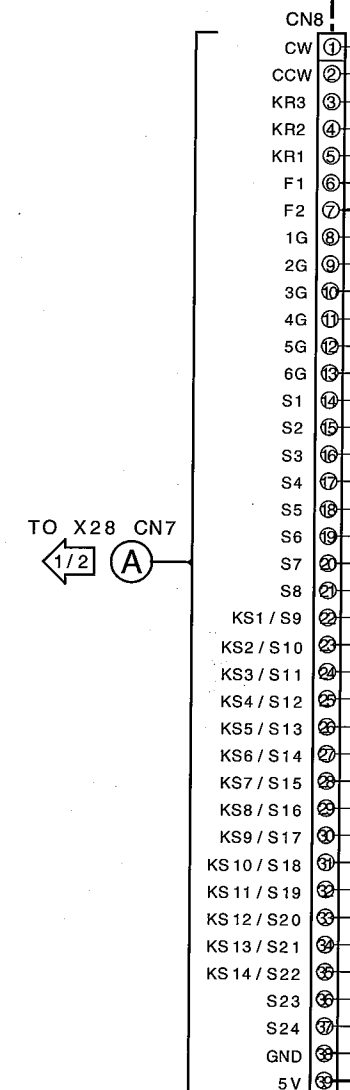 CN8
CW 1
CCW 2
KR3 3
KR2 4
KR1 5
F1 6
F2 7
1G 8
2G 9
3G 10
4G 11
5G 12
6G 13
S1 14
S2 15
S3 16
S4 17
S5 18
TO X28 CN7
S6 19
1/2 A S7 20
S8 21
KS1 / S9 22
KS2 / S10 23
KS3 / S11 24
KS4 / S12 25
KS5 / S13 26
KS6 / S14 27
KS7 / S15 28
KS8 / S16 29
KS9 / S17 30
KS10 / S18 31
KS11 / S19 32
KS12 / S20 33
KS13 / S21 34
KS14 / S22 35
S23 36
S24 37
GND 38
5V 39